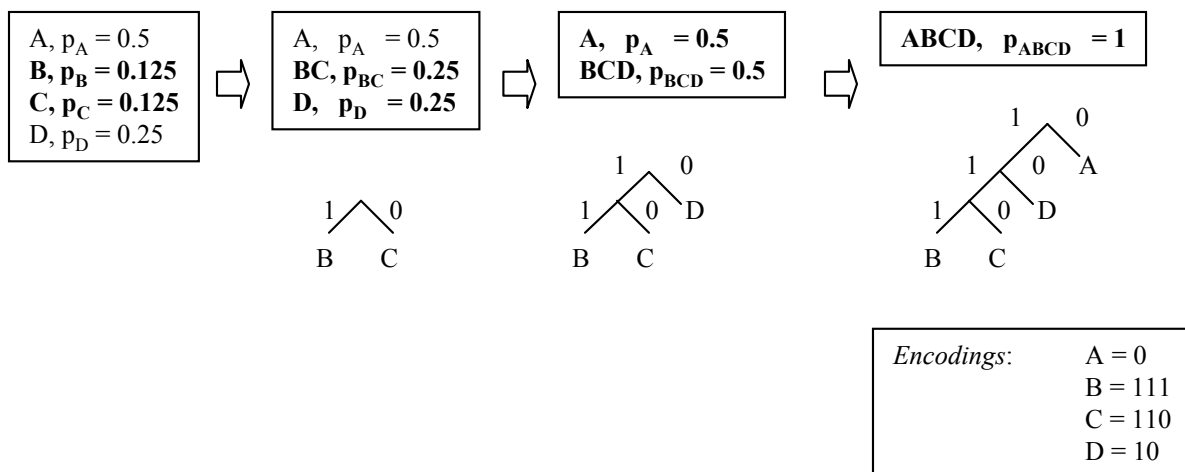 A, p_A = 0.5
B, p_B = 0.125
C, p_C = 0.125
D, p_D = 0.25
A, p_A = 0.5
BC, p_BC = 0.25
D, p_D = 0.25
A, p_A = 0.5
BCD, p_BCD = 0.5
ABCD, p_ABCD = 1
1 0
B C
1 0
1 0 D
B C
1 0
1 0 A
1 0 D
B C
Encodings: A = 0
B = 111
C = 110
D = 10